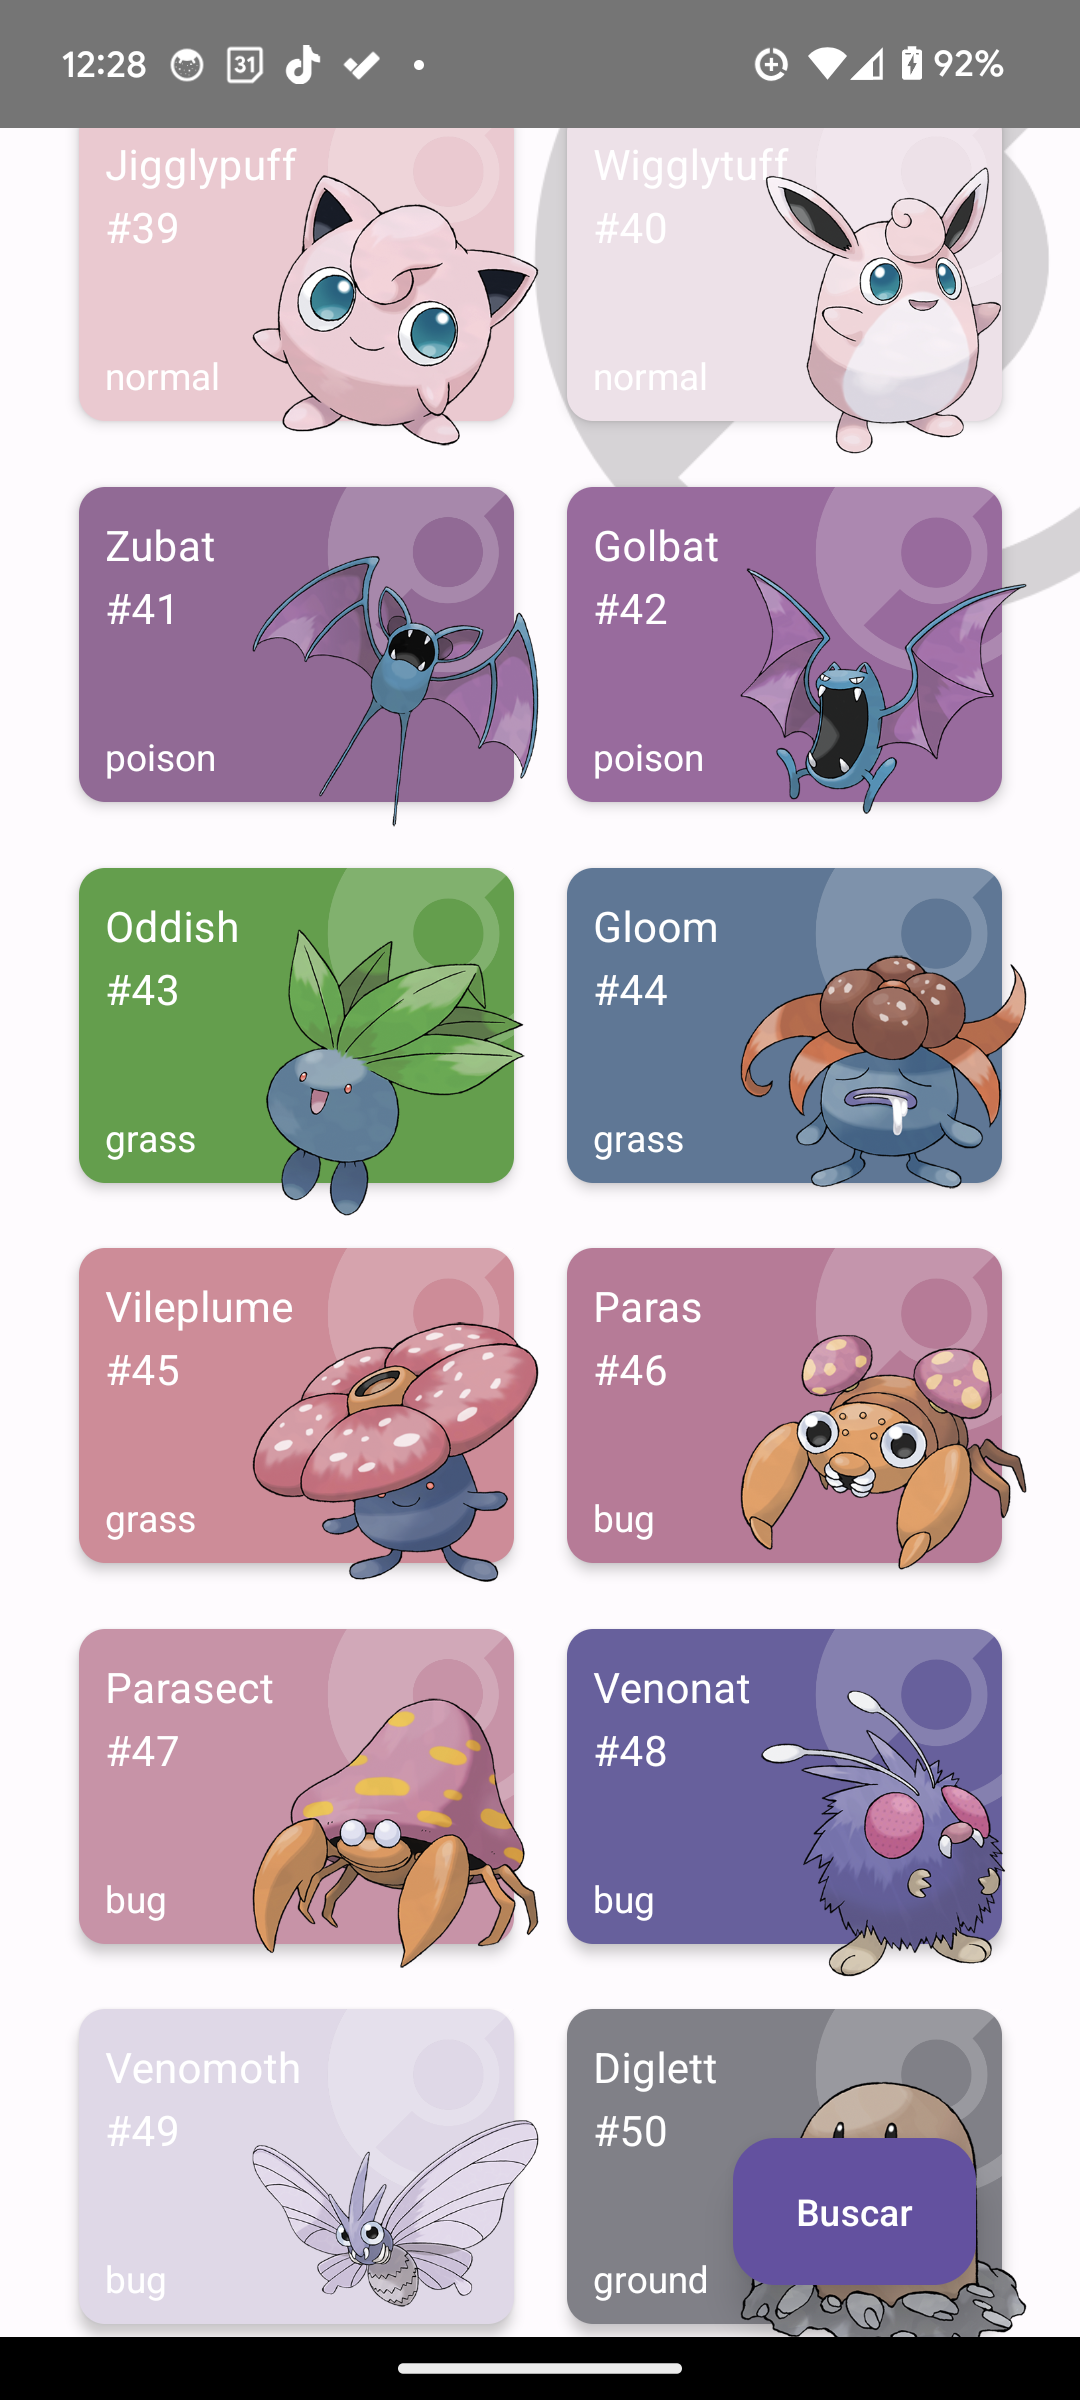 12:28 31 92%
Jigglypuff
#39
normal
Wigglytuff
#40
normal
Zubat
#41
poison
Golbat
#42
poison
Oddish
#43
grass
Gloom
#44
grass
Vileplume
#45
grass
Paras
#46
bug
Parasect
#47
bug
Venonat
#48
bug
Venomoth
#49
bug
Diglett
#50
ground
Buscar